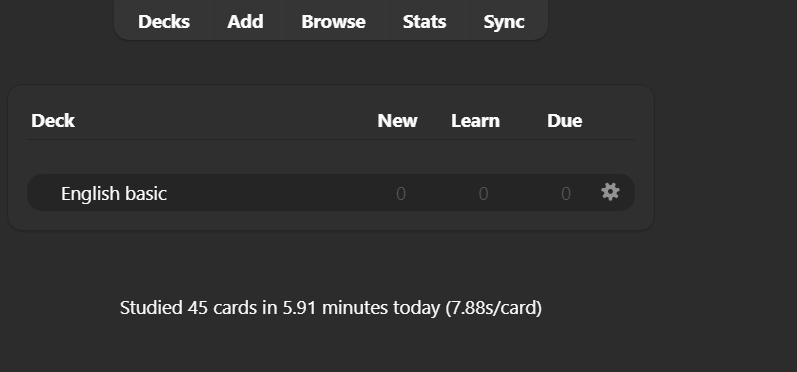 Decks Add Browse Stats Sync
Deck New Learn Due
English basic 0 0 0
Studied 45 cards in 5.91 minutes today (7.88s/card)